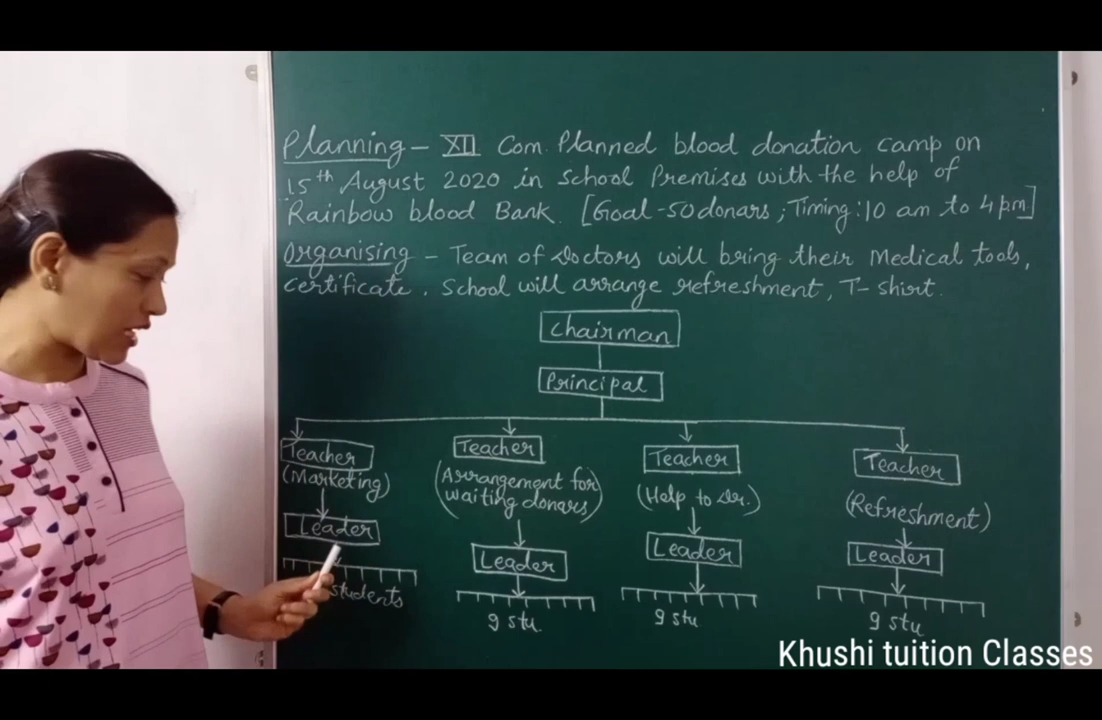 Planning - XII Com. Planned blood donation camp on
15th August 2020 in School Premises with the help of
Rainbow blood Bank. [Goal - 50 donars ; Timing : 10 am to 4 pm]
Organising - Team of Doctors will bring their Medical tools,
certificate. School will arrange refreshment, T-shirt.
Chairman
Principal
Teacher Teacher Teacher Teacher
(Marketing) (Arrangement for waiting donars) (Help to Dr.) (Refreshment)
Leader Leader Leader Leader
students 9 stu. 9 stu 9 stu
Khushi tuition Classes